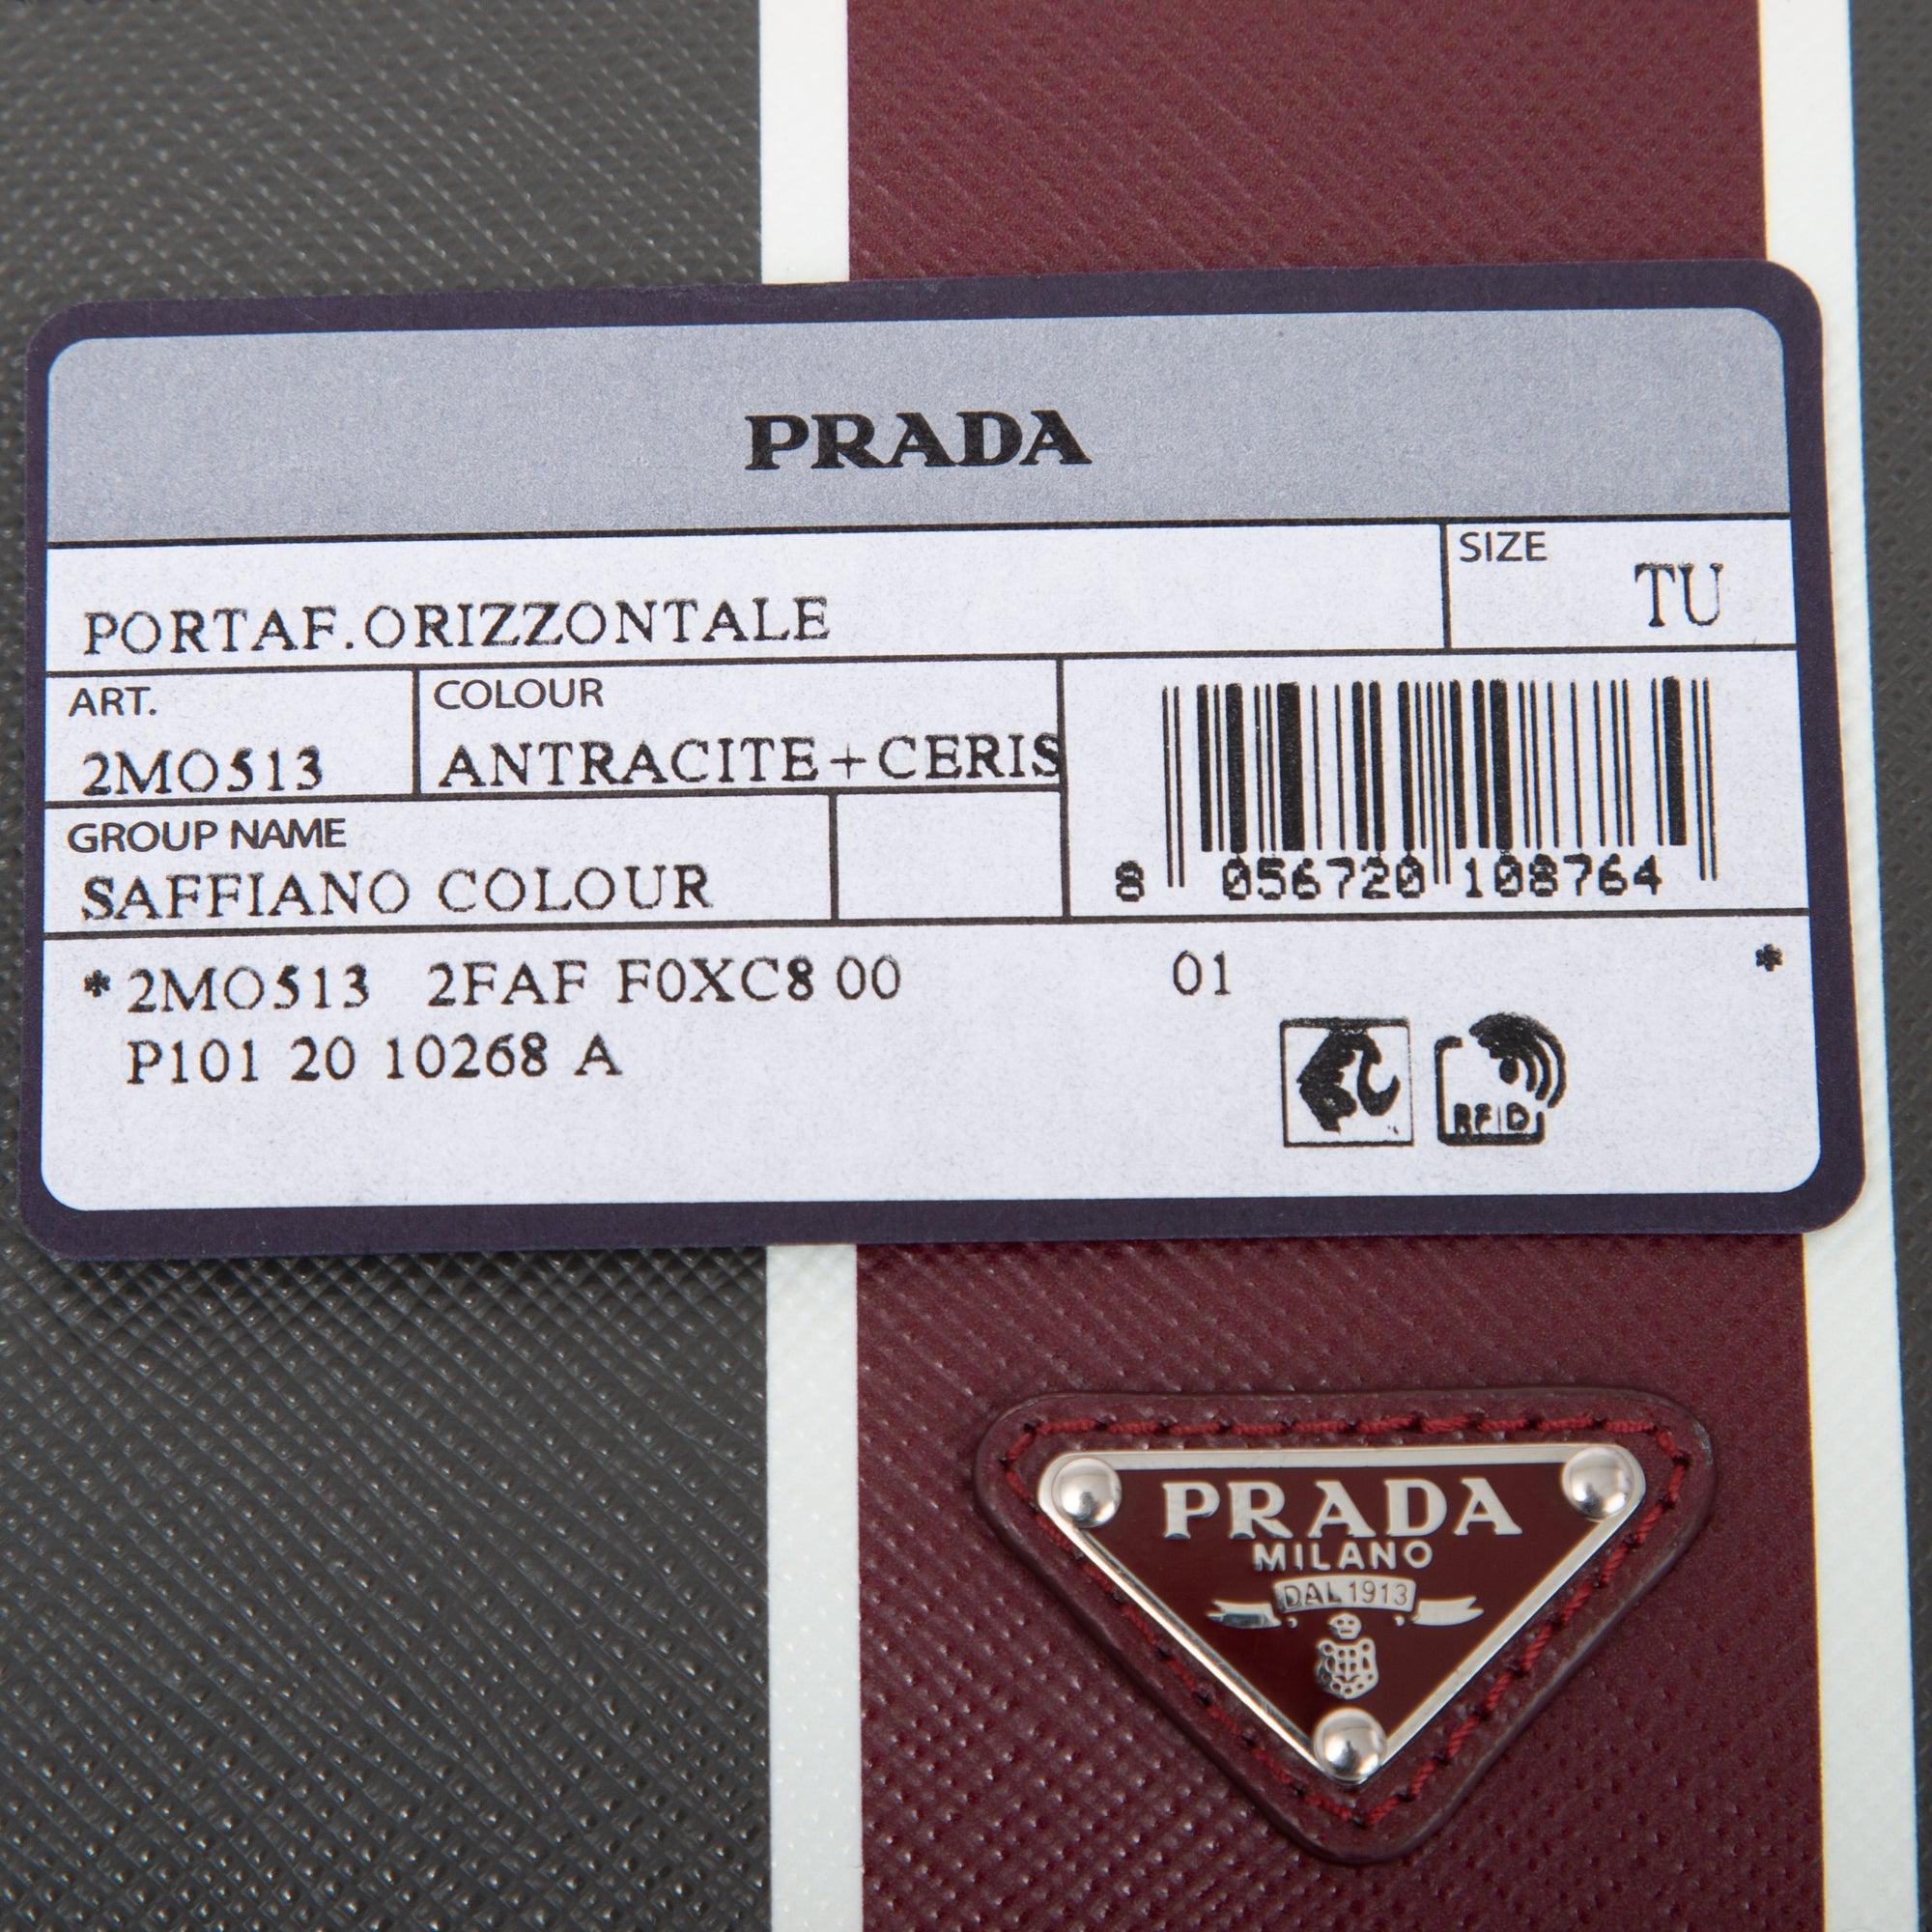 PRADA
PORTAF.ORIZZONTALE
SIZE
TU
ART.
2MO513
COLOUR
ANTRACITE+CERIS
GROUP NAME
SAFFIANO COLOUR
8 056720 108764
*2MO513 2FAF F0XC8 00 01 *
P101 20 10268 A
RFID
PRADA
MILANO
DAL 1913